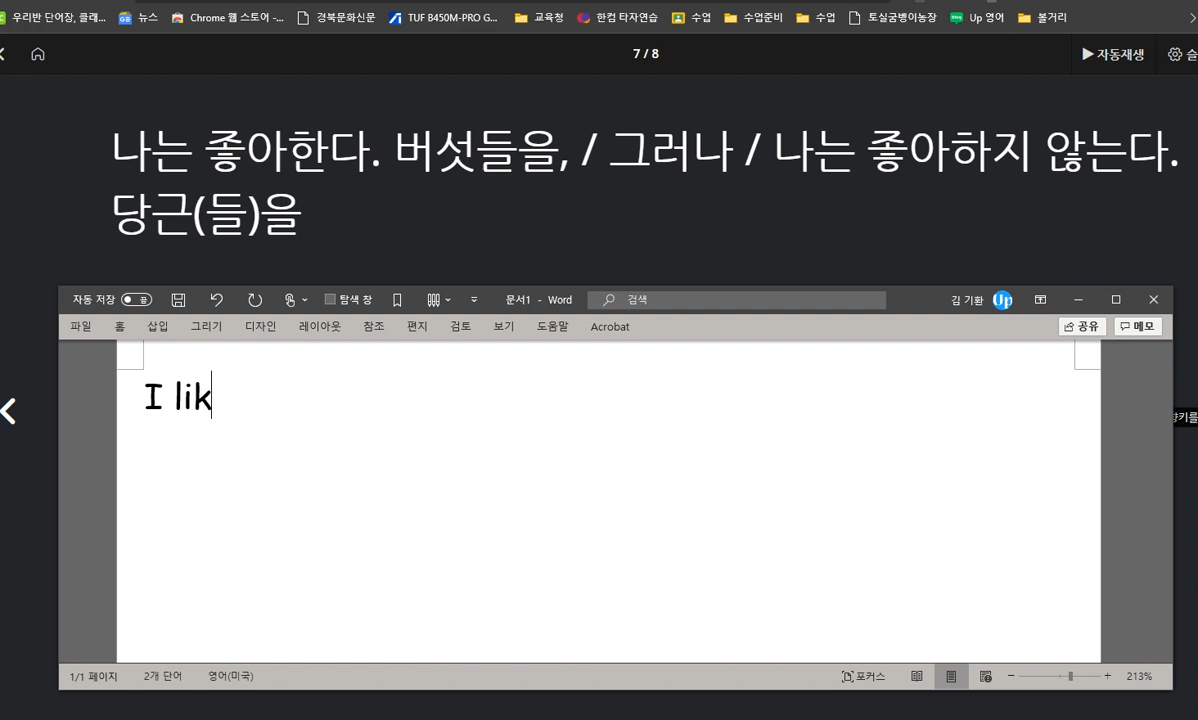 우리반 단어장, 클래... 뉴스 Chrome 웹 스토어 -... 경북문화신문 TUF B450M-PRO G... 교육청 한컴 타자연습 수업 수업준비 수업 토실굼벵이농장 Up 영어 볼거리
7 / 8 ▶자동재생 슬
나는 좋아한다. 버섯들을, / 그러나 / 나는 좋아하지 않는다.
당근(들)을
자동 저장 끔 탐색 창 문서1 - Word 검색 김 기환 Up
파일 홈 삽입 그리기 디자인 레이아웃 참조 편지 검토 보기 도움말 Acrobat 공유 메모
I lik
향키를
1/1 페이지 2개 단어 영어(미국) 포커스 - + 213%